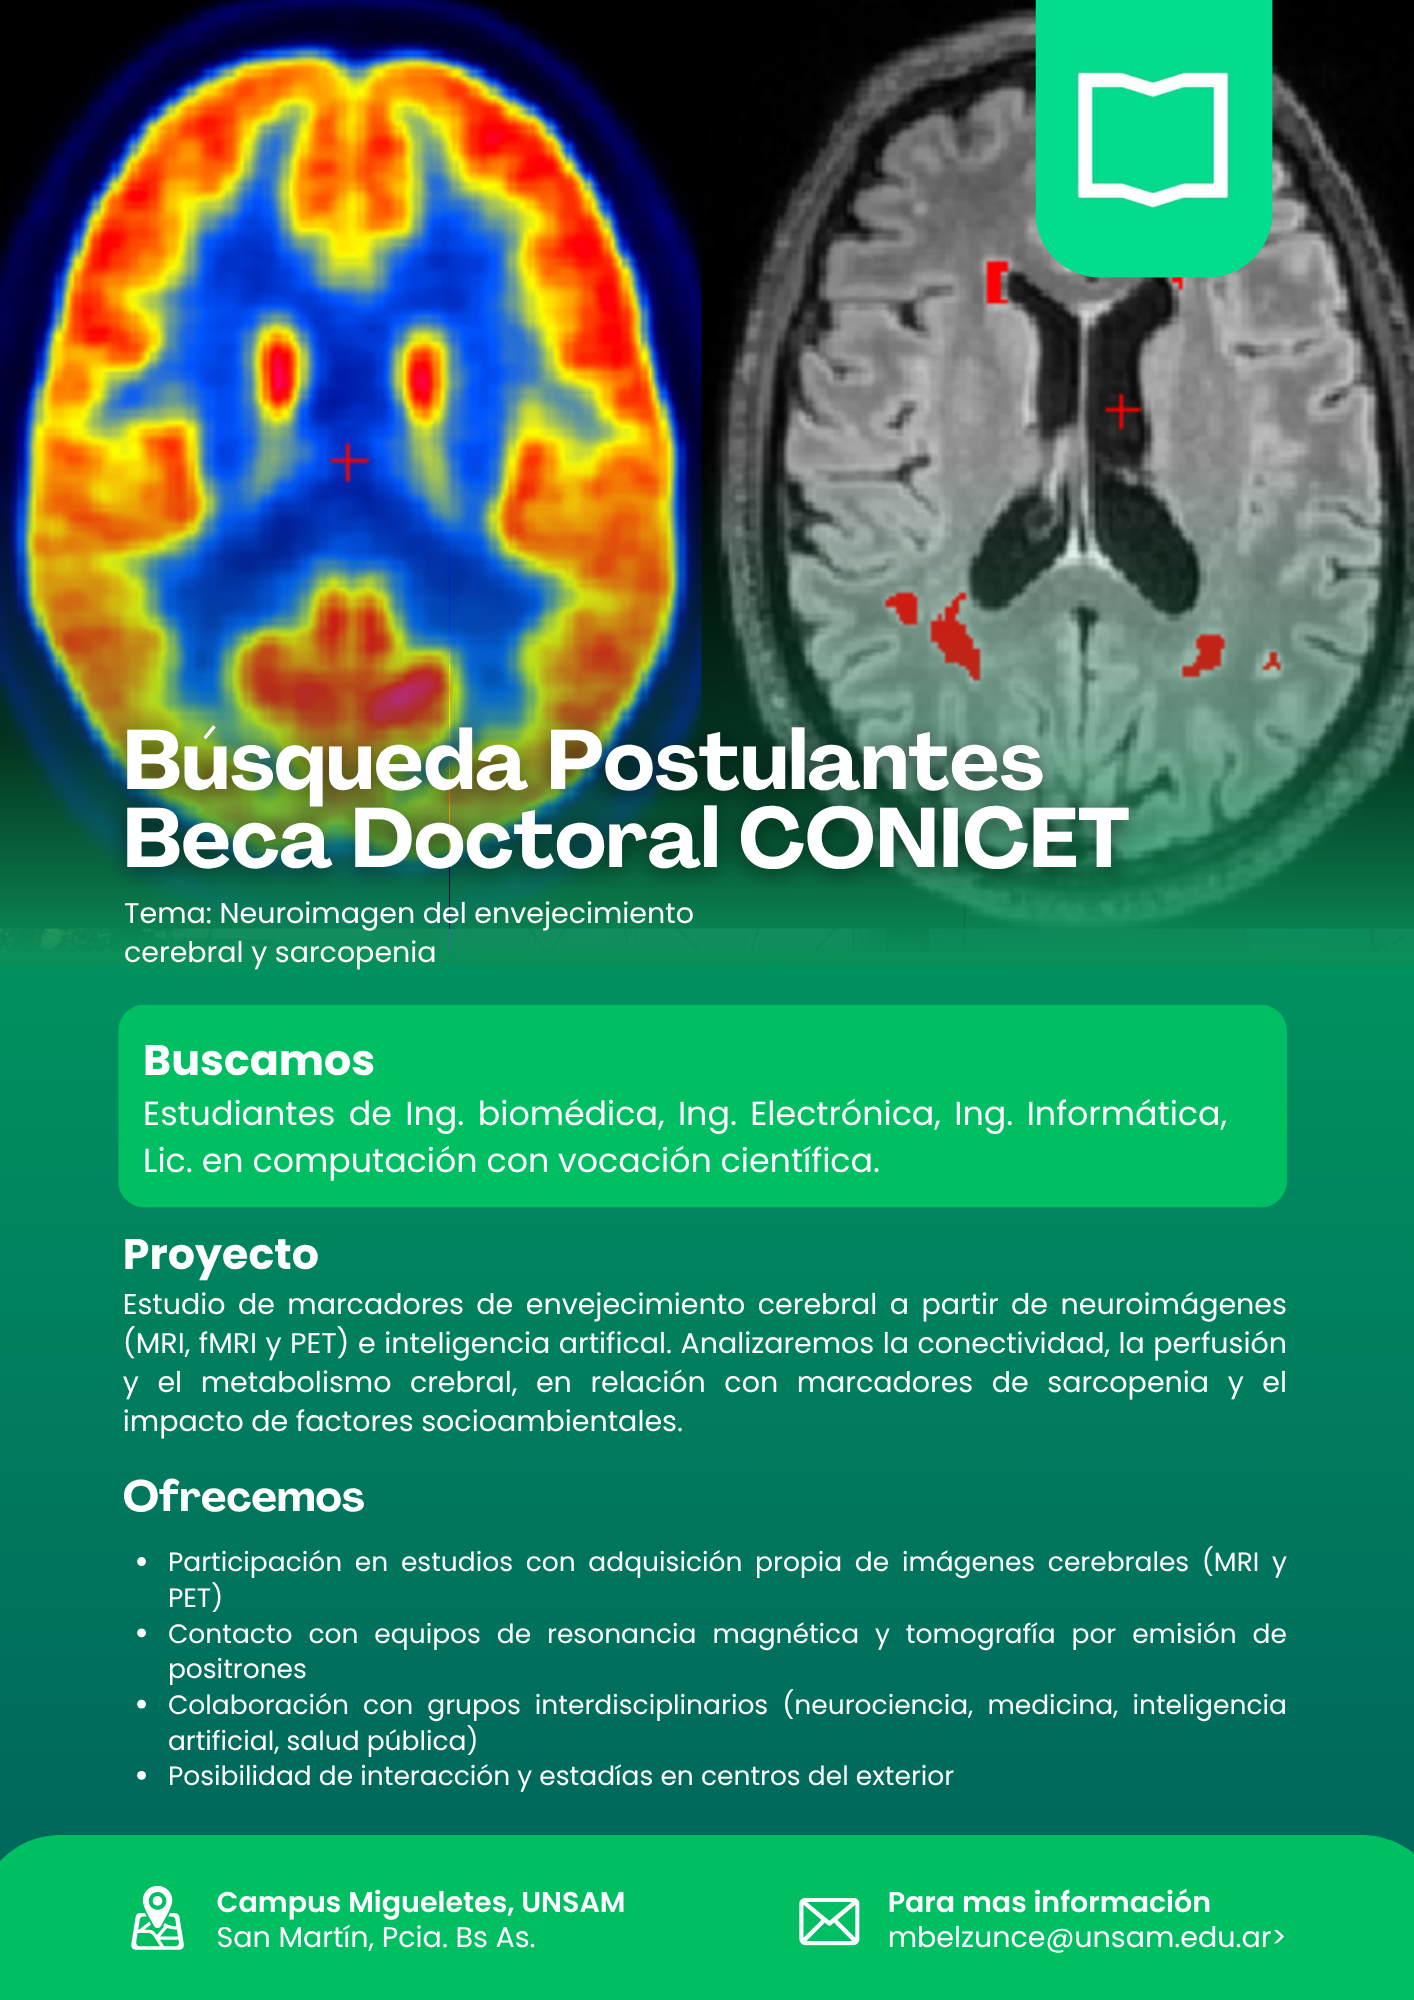 Búsqueda Postulantes
Beca Doctoral CONICET
Tema: Neuroimagen del envejecimiento
cerebral y sarcopenia
Buscamos
Estudiantes de Ing. biomédica, Ing. Electrónica, Ing. Informática,
Lic. en computación con vocación científica.
Proyecto
Estudio de marcadores de envejecimiento cerebral a partir de neuroimágenes
(MRI, fMRI y PET) e inteligencia artifical. Analizaremos la conectividad, la perfusión
y el metabolismo crebral, en relación con marcadores de sarcopenia y el
impacto de factores socioambientales.
Ofrecemos
• Participación en estudios con adquisición propia de imágenes cerebrales (MRI y
PET)
• Contacto con equipos de resonancia magnética y tomografía por emisión de
positrones
• Colaboración con grupos interdisciplinarios (neurociencia, medicina, inteligencia
artificial, salud pública)
• Posibilidad de interacción y estadías en centros del exterior
Campus Migueletes, UNSAM
San Martín, Pcia. Bs As.
Para mas información
mbelzunce@unsam.edu.ar>